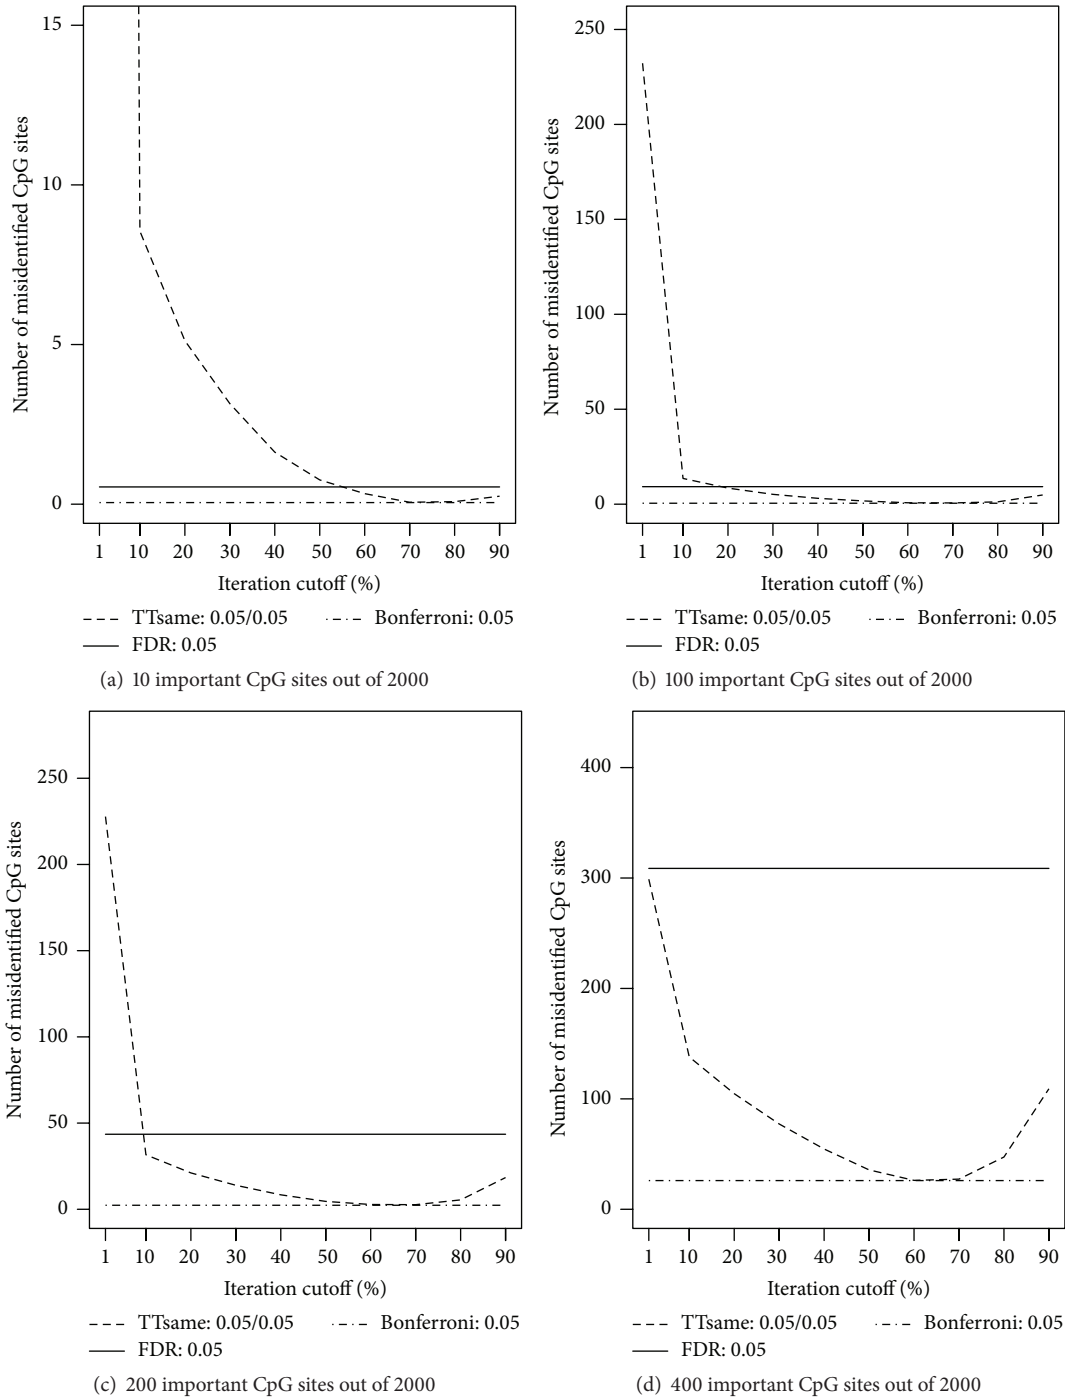 15
10
5
0
Number of misidentified CpG sites
1 10 20 30 40 50 60 70 80 90
Iteration cutoff (%)
TTsame: 0.05/0.05 Bonferroni: 0.05
FDR: 0.05
(a) 10 important CpG sites out of 2000
250
200
150
100
50
0
Number of misidentified CpG sites
1 10 20 30 40 50 60 70 80 90
Iteration cutoff (%)
TTsame: 0.05/0.05 Bonferroni: 0.05
FDR: 0.05
(b) 100 important CpG sites out of 2000
250
200
150
100
50
0
Number of misidentified CpG sites
1 10 20 30 40 50 60 70 80 90
Iteration cutoff (%)
TTsame: 0.05/0.05 Bonferroni: 0.05
FDR: 0.05
(c) 200 important CpG sites out of 2000
400
300
200
100
0
Number of misidentified CpG sites
1 10 20 30 40 50 60 70 80 90
Iteration cutoff (%)
TTsame: 0.05/0.05 Bonferroni: 0.05
FDR: 0.05
(d) 400 important CpG sites out of 2000